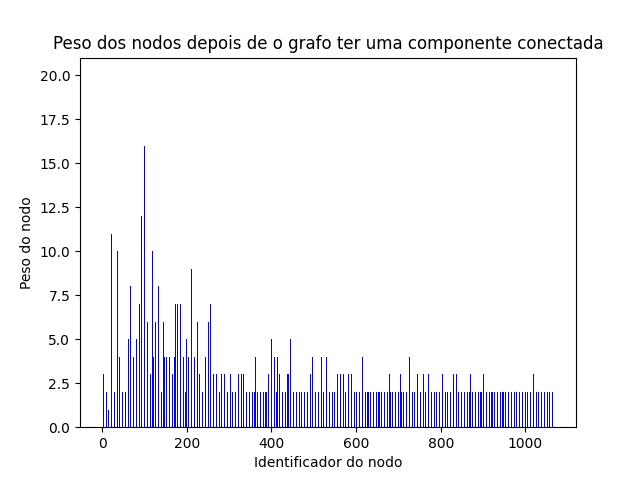 Peso dos nodos depois de o grafo ter uma componente conectada
20.0
17.5
15.0
12.5
10.0
7.5
5.0
2.5
0.0
Peso do nodo
0 200 400 600 800 1000
Identificador do nodo